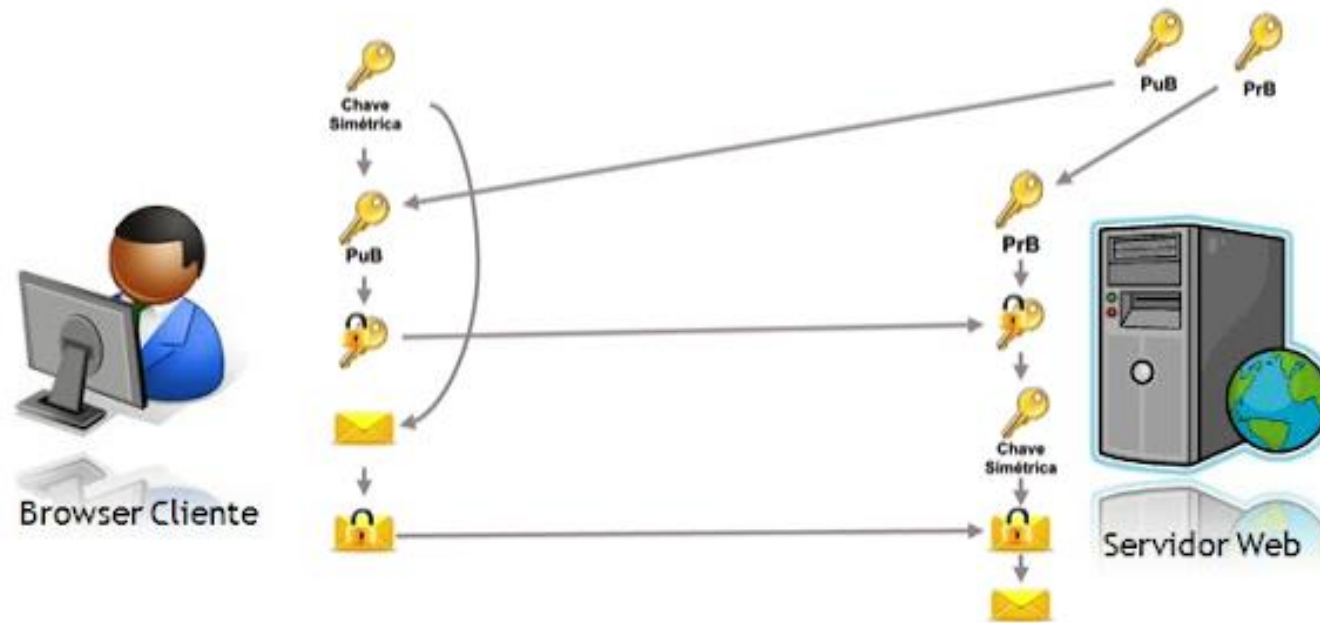 Chave
Simétrica
PuB
PrB
PuB
PrB
Chave
Simétrica
Browser Cliente
Servidor Web